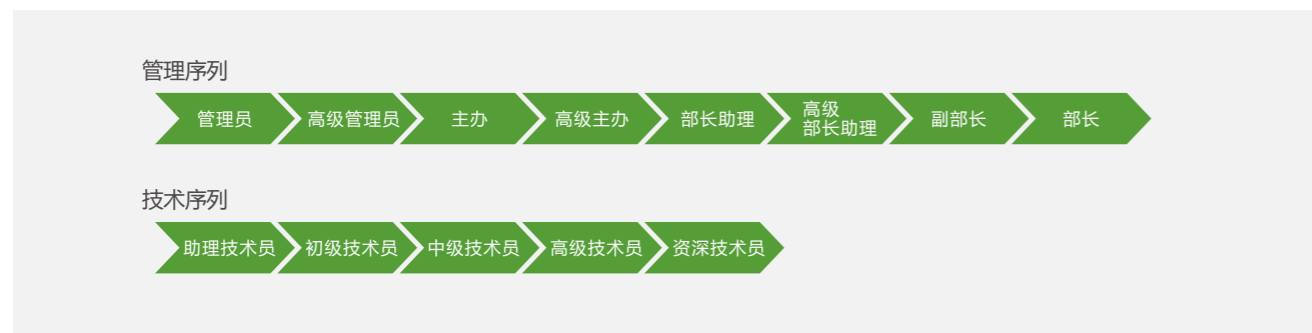 管理序列
管理员
高级管理员
主办
高级主办
部长助理
高级
部长助理
副部长
部长
技术序列
助理技术员
初级技术员
中级技术员
高级技术员
资深技术员